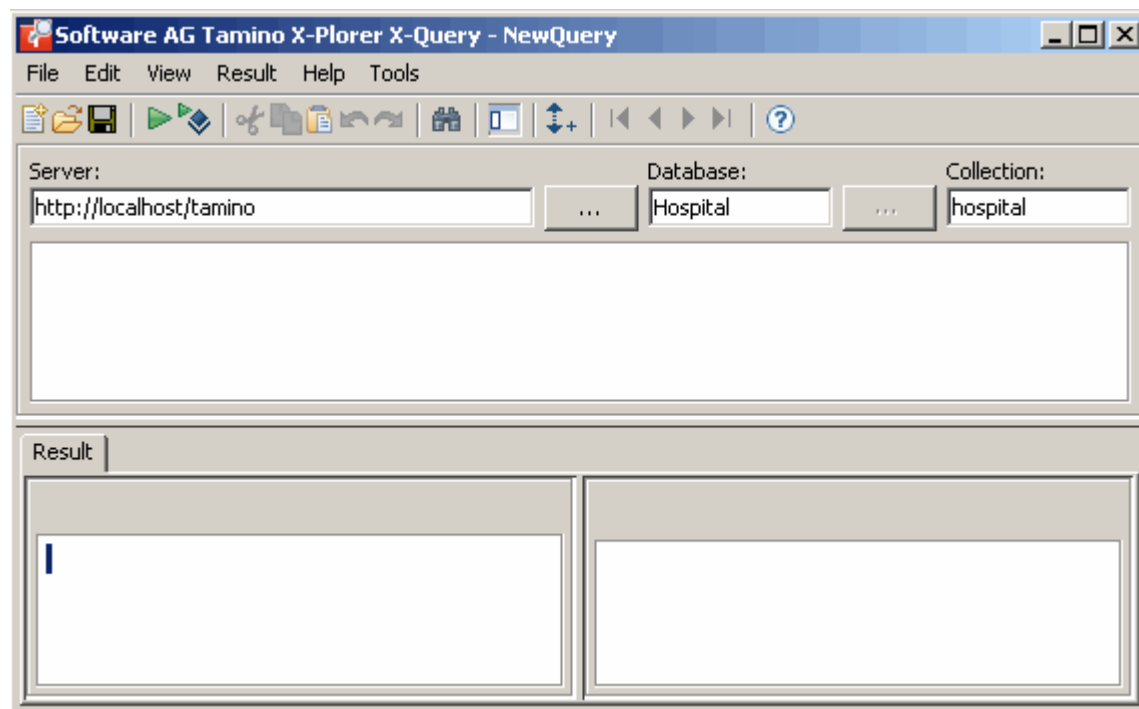 Software AG Tamino X-Plorer X-Query - NewQuery
File Edit View Result Help Tools
Server: Database: Collection:
http://localhost/tamino ... Hospital ... hospital
Result